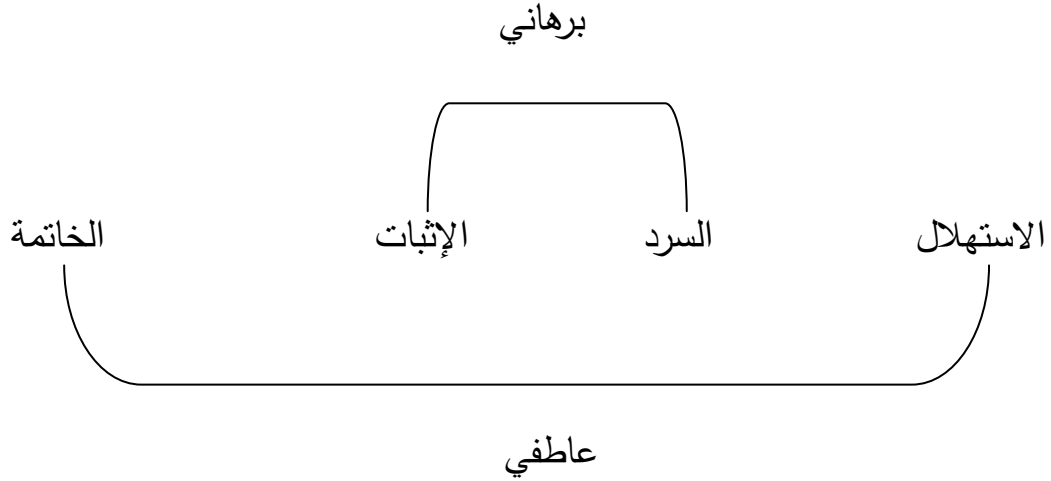 برهاني
الاستهلال السرد الإثبات الخاتمة
عاطفي